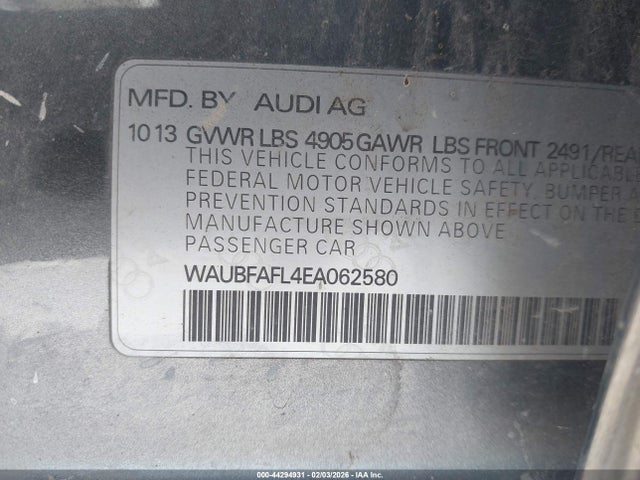 MFD. BY AUDI AG
10 13 GVWR LBS 4905 GAWR LBS FRONT 2491/REA
THIS VEHICLE CONFORMS TO ALL APPLICABLE
FEDERAL MOTOR VEHICLE SAFETY, BUMPER
PREVENTION STANDARDS IN EFFECT ON THE
MANUFACTURE SHOWN ABOVE
PASSENGER CAR
WAUBFAFL4EA062580
000-44294931 - 02/03/2026 - IAA Inc.